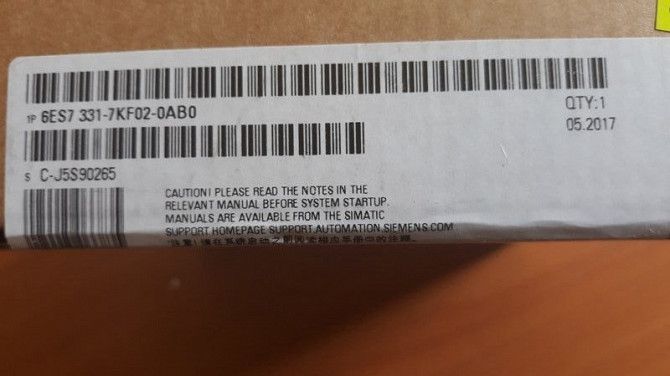 1P 6ES7 331-7KF02-0AB0
QTY:1
05.2017
S C-J5S90265
CAUTION! PLEASE READ THE NOTES IN THE
RELEVANT MANUAL BEFORE SYSTEM STARTUP.
MANUALS ARE AVAILABLE FROM THE SIMATIC
SUPPORT HOMEPAGE SUPPORT.AUTOMATION.SIEMENS.COM